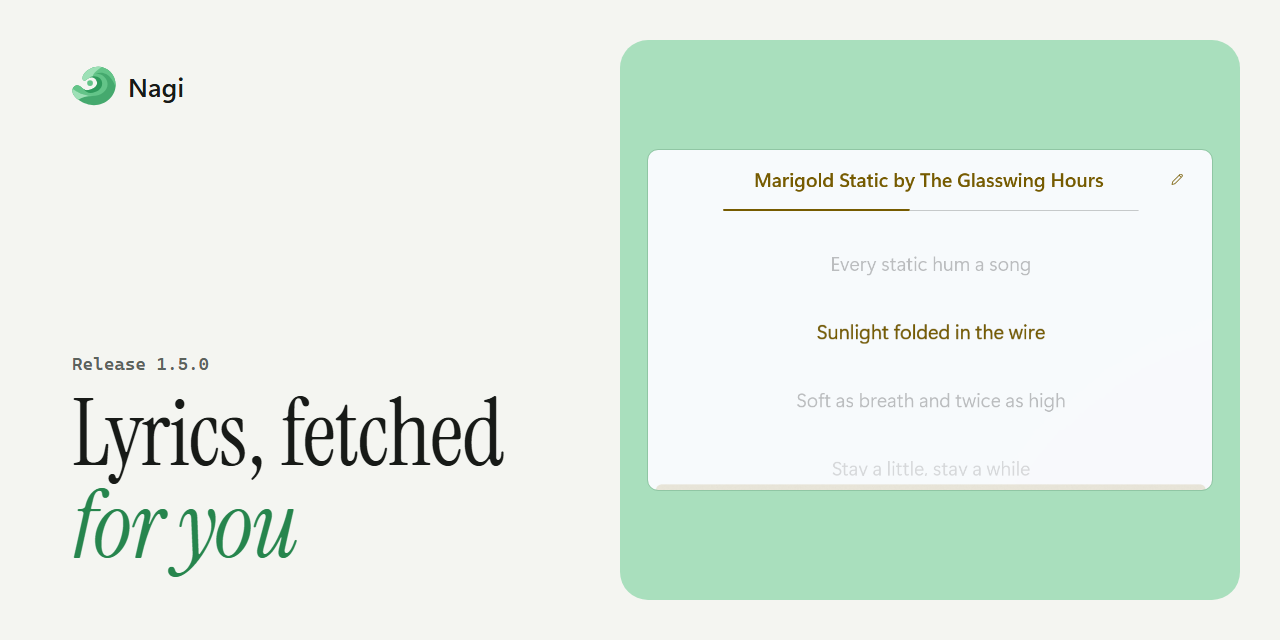 Nagi
Release 1.5.0
Lyrics, fetched
for you
Marigold Static by The Glasswing Hours
Every static hum a song
Sunlight folded in the wire
Soft as breath and twice as high
Stay a little, stay a while